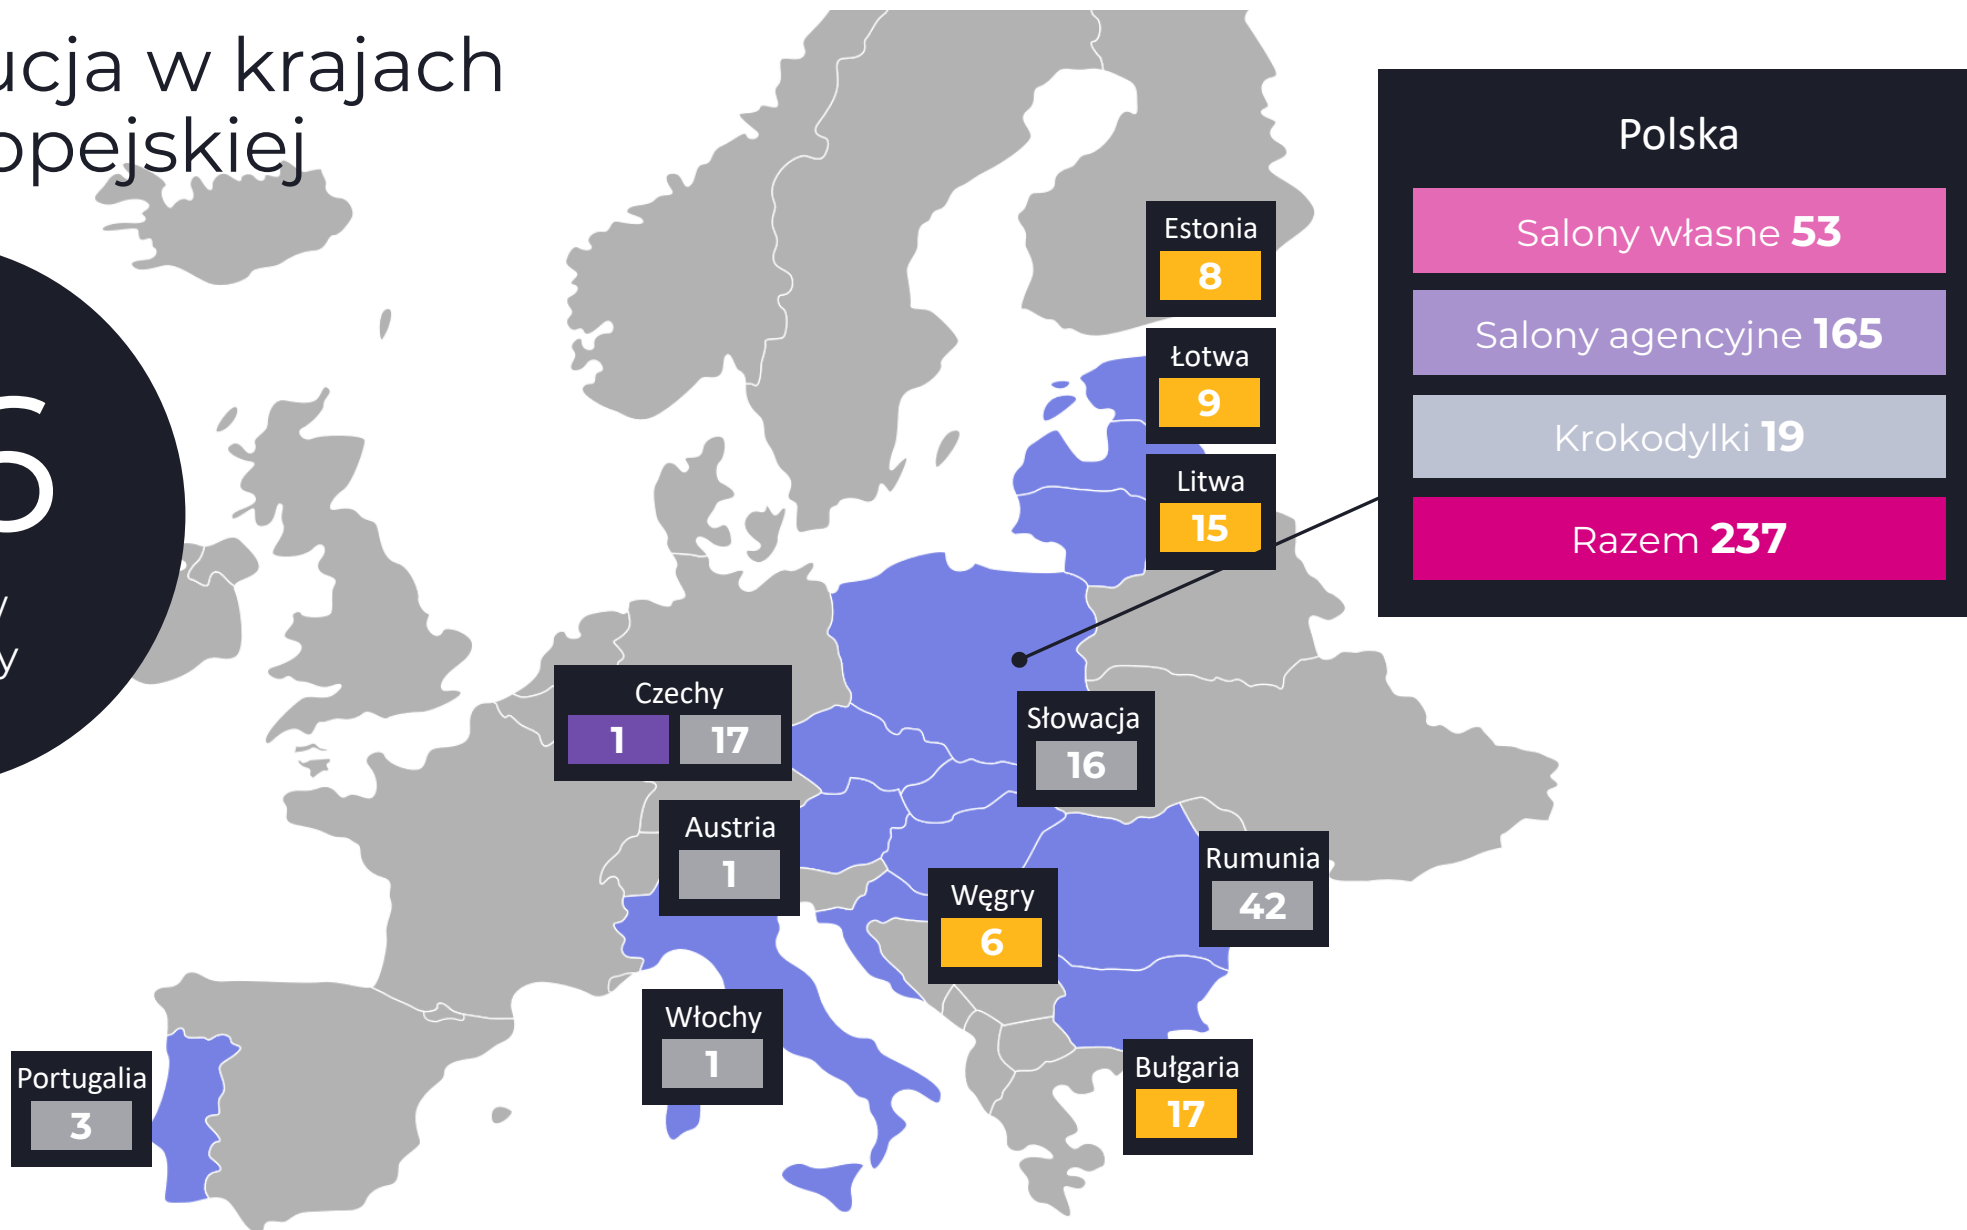 ucja w krajach
opejskiej
6
y
y
Polska
Salony własne 53
Salony agencyjne 165
Krokodylki 19
Razem 237
Estonia
8
Łotwa
9
Litwa
15
Czechy
1 17
Słowacja
16
Austria
1
Rumunia
42
Węgry
6
Włochy
1
Portugalia
3
Bułgaria
17